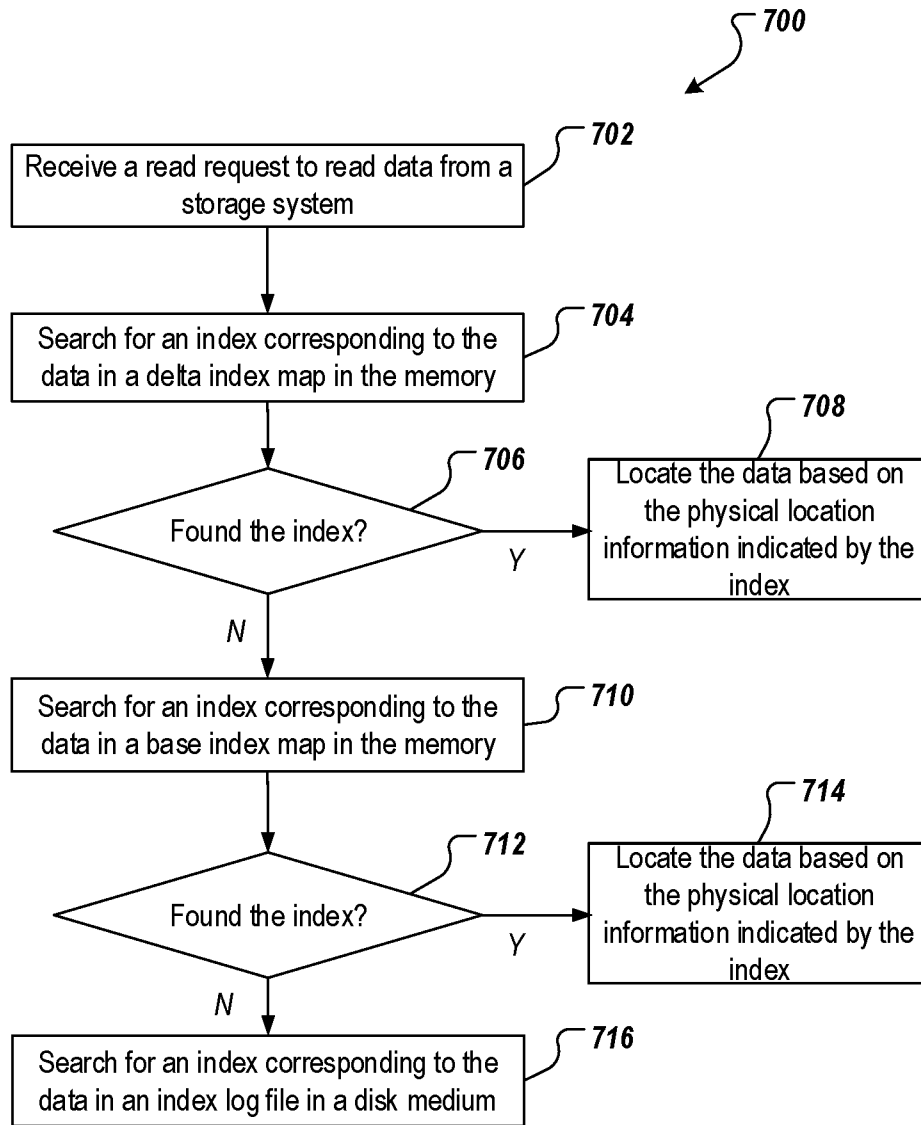 700
702
Receive a read request to read data from a
storage system
704
Search for an index corresponding to the
data in a delta index map in the memory
706
Found the index?
Y
N
708
Locate the data based on
the physical location
information indicated by the
index
710
Search for an index corresponding to the
data in a base index map in the memory
712
Found the index?
Y
N
714
Locate the data based on
the physical location
information indicated by the
index
716
Search for an index corresponding to the
data in an index log file in a disk medium